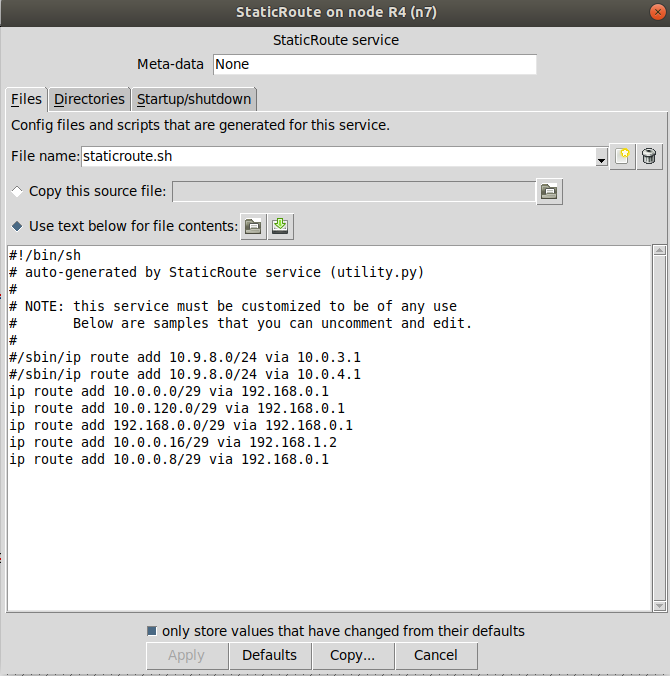 StaticRoute on node R4 (n7)
StaticRoute service
Meta-data None
Files Directories Startup/shutdown
Config files and scripts that are generated for this service.
File name: staticroute.sh
Copy this source file:
Use text below for file contents:
#!/bin/sh
# auto-generated by StaticRoute service (utility.py)
#
# NOTE: this service must be customized to be of any use
#       Below are samples that you can uncomment and edit.
#
#/sbin/ip route add 10.9.8.0/24 via 10.0.3.1
#/sbin/ip route add 10.9.8.0/24 via 10.0.4.1
ip route add 10.0.0.0/29 via 192.168.0.1
ip route add 10.0.120.0/29 via 192.168.0.1
ip route add 192.168.0.0/29 via 192.168.0.1
ip route add 10.0.0.16/29 via 192.168.1.2
ip route add 10.0.0.8/29 via 192.168.0.1
only store values that have changed from their defaults
Apply Defaults Copy... Cancel